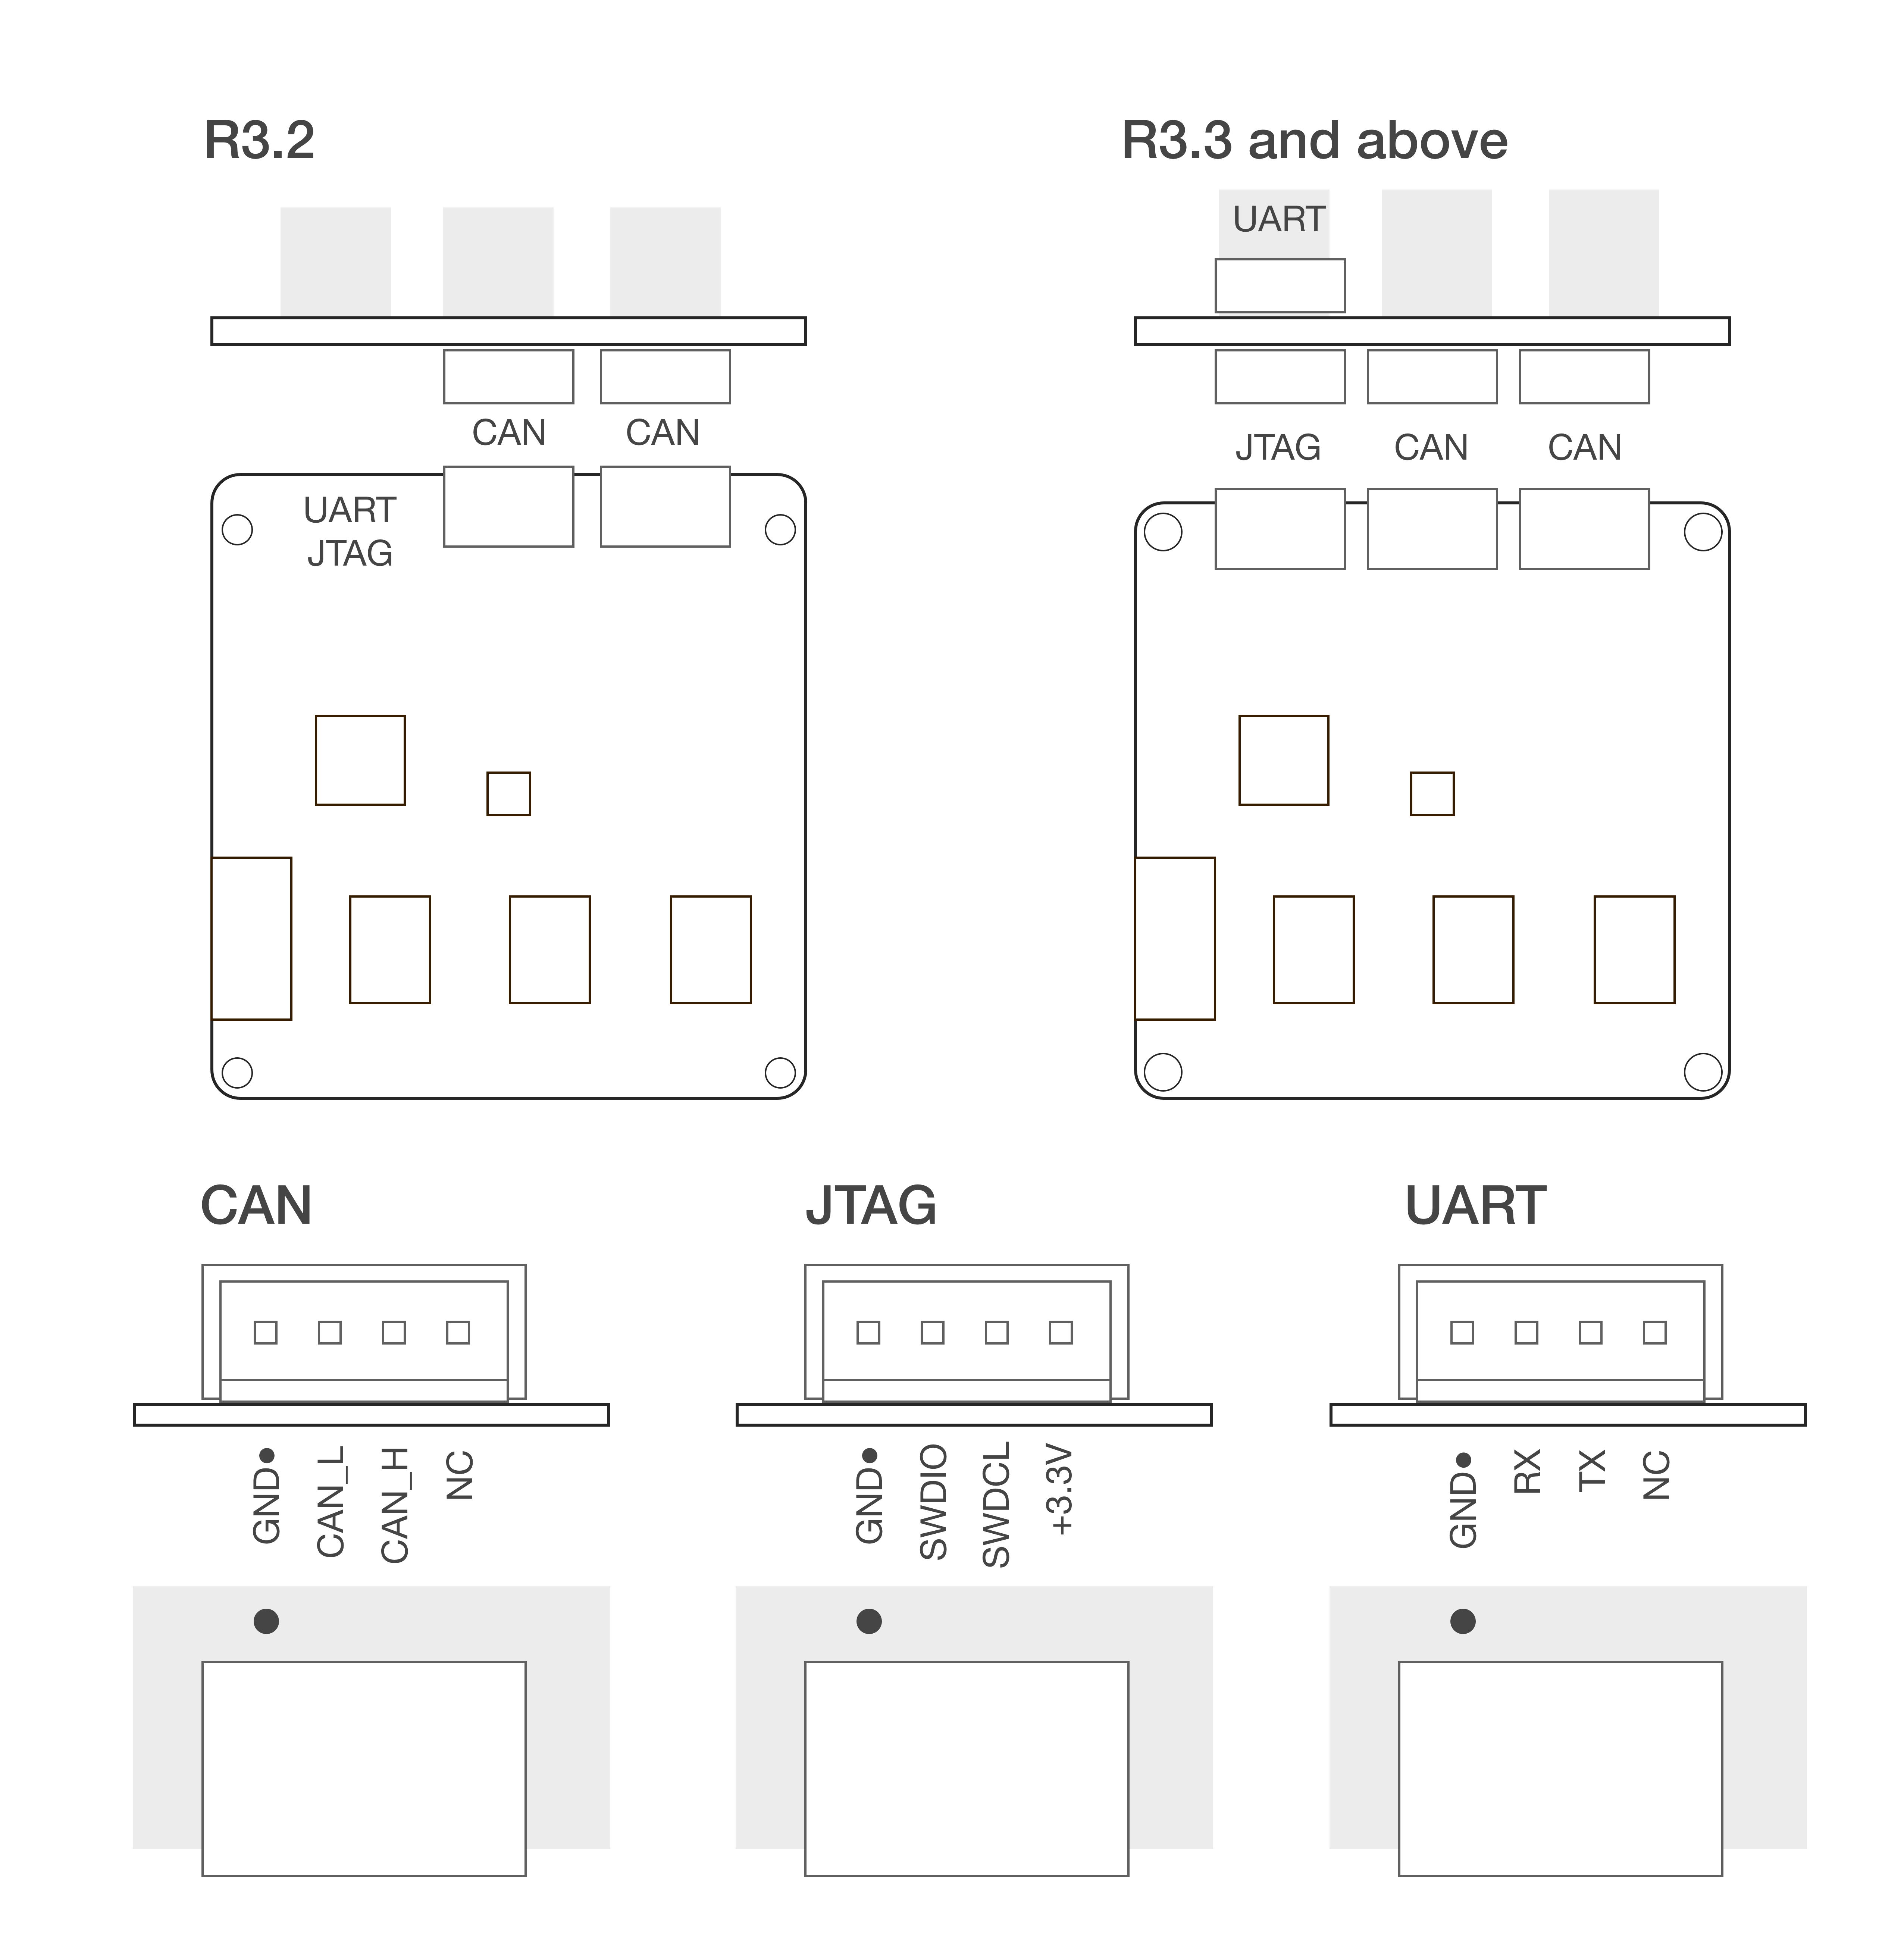 R3.2
CAN CAN
UART
JTAG
R3.3 and above
UART
JTAG CAN CAN
CAN
GND CAN_L CAN_H NC
JTAG
GND SWDIO SWDCL +3.3V
UART
GND RX TX NC